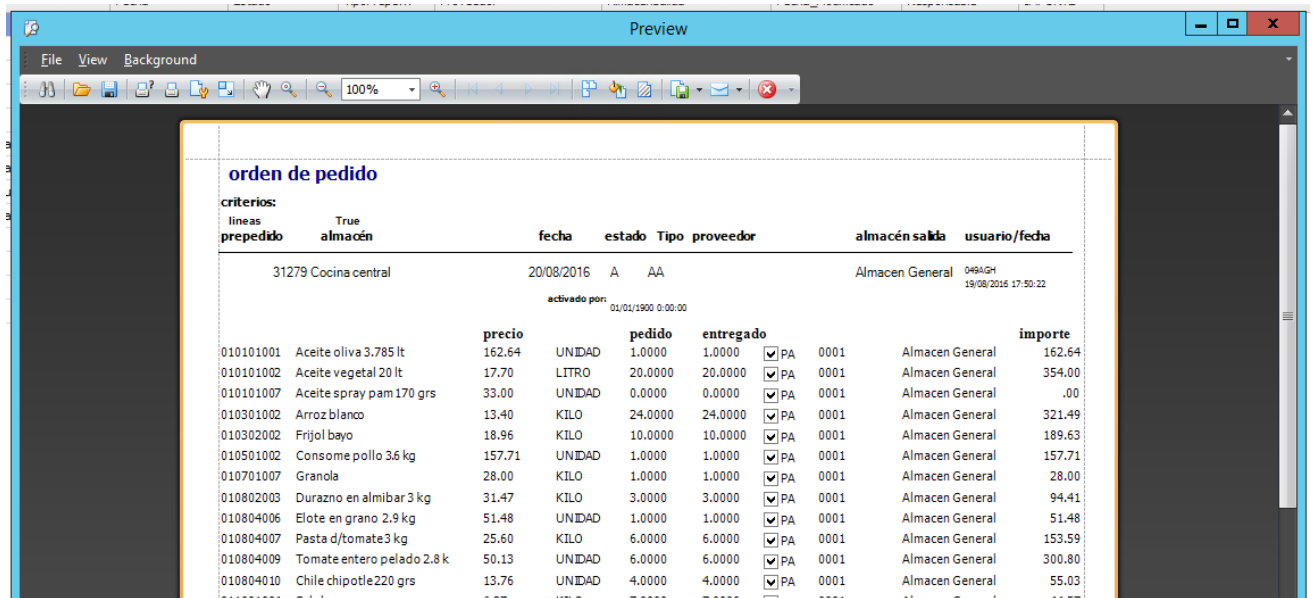 Preview
File View Background
100%
orden de pedido
criterios:
lineas True
prepedido almacén fecha estado Tipo proveedor almacén salida usuario/fecha
31279 Cocina central 20/08/2016 A AA Almacen General 049AGH
19/08/2016 17:50:22
activado por: 01/01/1900 0:00:00
precio pedido entregado importe
010101001 Aceite oliva 3.785 lt 162.64 UNIDAD 1.0000 1.0000 PA 0001 Almacen General 162.64
010101002 Aceite vegetal 20 lt 17.70 LITRO 20.0000 20.0000 PA 0001 Almacen General 354.00
010101007 Aceite spray pam 170 grs 33.00 UNIDAD 0.0000 0.0000 PA 0001 Almacen General .00
010301002 Arroz blanco 13.40 KILO 24.0000 24.0000 PA 0001 Almacen General 321.49
010302002 Frijol bayo 18.96 KILO 10.0000 10.0000 PA 0001 Almacen General 189.63
010501002 Consome pollo 3.6 kg 157.71 UNIDAD 1.0000 1.0000 PA 0001 Almacen General 157.71
010701007 Granola 28.00 KILO 1.0000 1.0000 PA 0001 Almacen General 28.00
010802003 Durazno en almibar 3 kg 31.47 KILO 3.0000 3.0000 PA 0001 Almacen General 94.41
010804006 Elote en grano 2.9 kg 51.48 UNIDAD 1.0000 1.0000 PA 0001 Almacen General 51.48
010804007 Pasta d/tomate 3 kg 25.60 KILO 6.0000 6.0000 PA 0001 Almacen General 153.59
010804009 Tomate entero pelado 2.8 k 50.13 UNIDAD 6.0000 6.0000 PA 0001 Almacen General 300.80
010804010 Chile chipotle 220 grs 13.76 UNIDAD 4.0000 4.0000 PA 0001 Almacen General 55.03